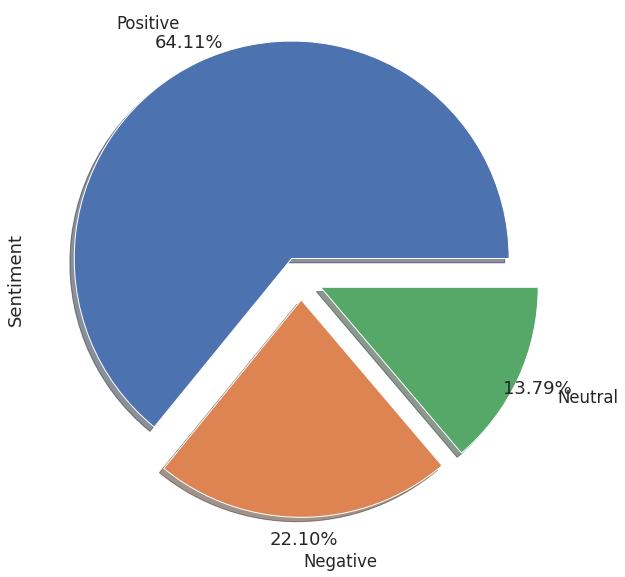 Positive
64.11%
Sentiment
13.79%
Neutral
22.10%
Negative